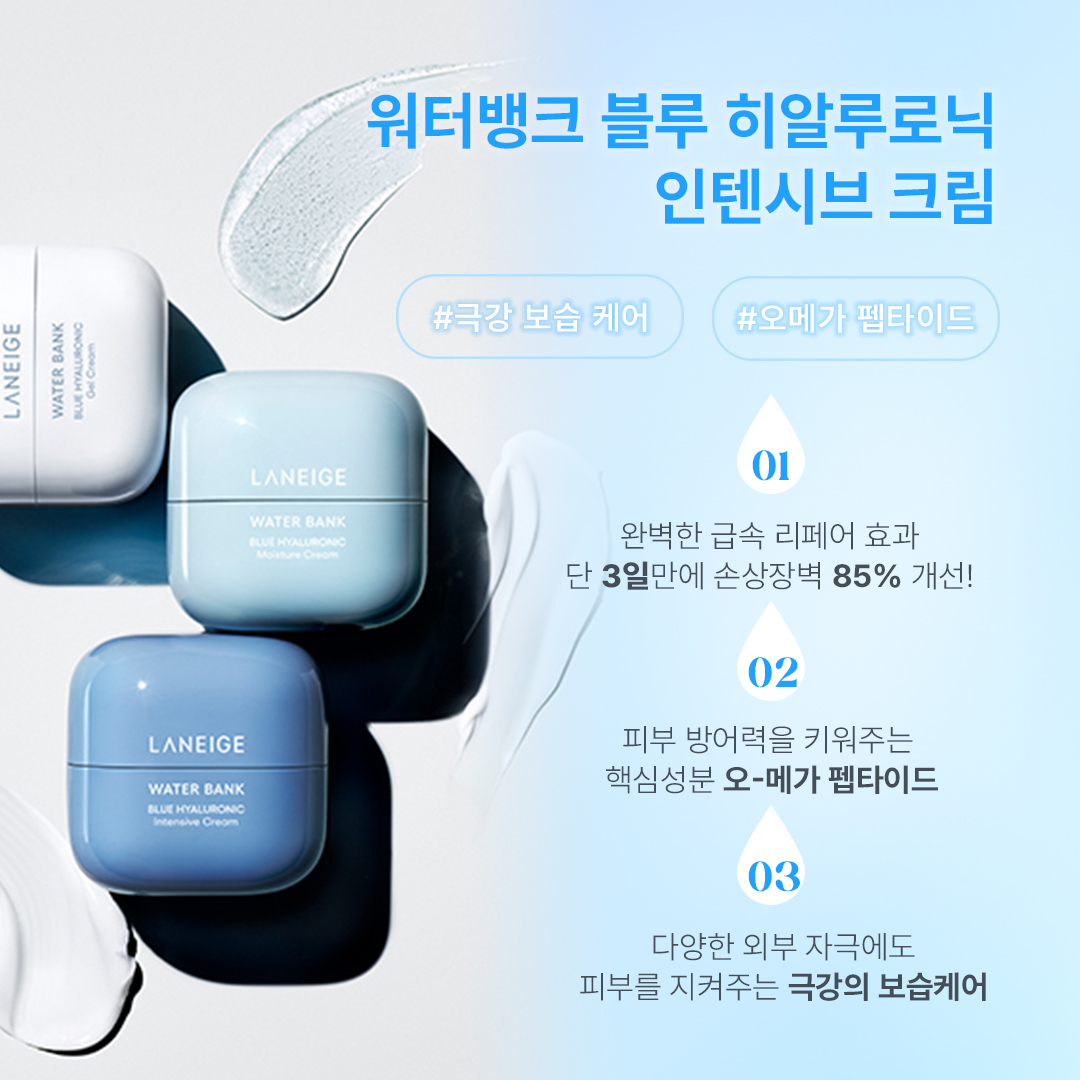 워터뱅크 블루 히알루로닉
인텐시브 크림
#극강 보습 케어
#오메가 펩타이드
01
완벽한 급속 리페어 효과
단 3일만에 손상장벽 85% 개선!
02
피부 방어력을 키워주는
핵심성분 오-메가 펩타이드
03
다양한 외부 자극에도
피부를 지켜주는 극강의 보습케어
LANEIGE
WATER BANK
BLUE HYALURONIC
Gel Cream
LANEIGE
WATER BANK
BLUE HYALURONIC
Moisture Cream
LANEIGE
WATER BANK
BLUE HYALURONIC
Intensive Cream